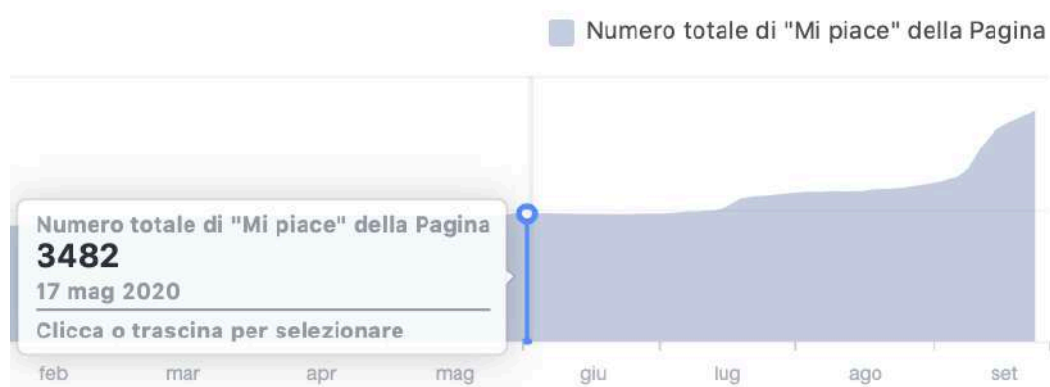 Numero totale di "Mi piace" della Pagina
Numero totale di "Mi piace" della Pagina
3482
17 mag 2020
Clicca o trascina per selezionare
feb mar apr mag giu lug ago set